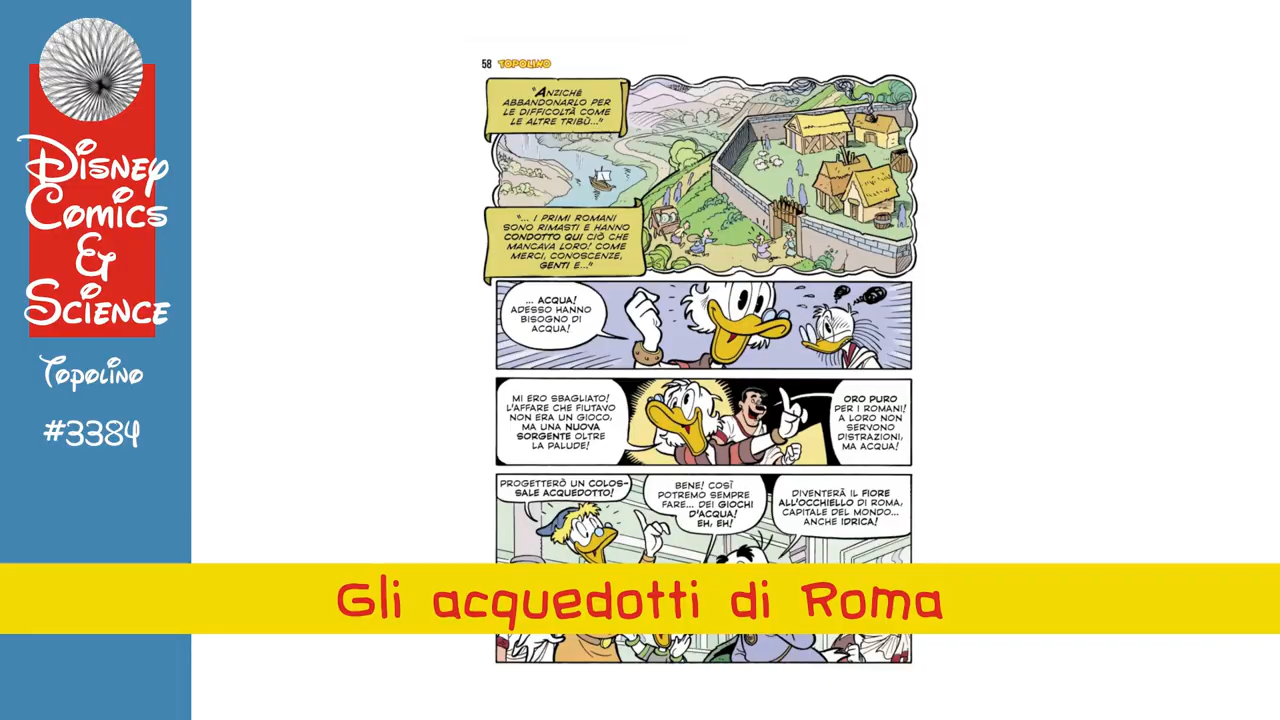 Disney
Comics
&
Science
Topolino
#3384
58 TOPOLINO
"ANZICHÉ
ABBANDONARLO PER
LE DIFFICOLTÀ COME
LE ALTRE TRIBÙ..."
"... I PRIMI ROMANI
SONO RIMASTI E HANNO
CONDOTTO QUI CIÒ CHE
MANCAVA LORO! COME
MERCI, CONOSCENZE,
GENTI E..."
... ACQUA!
ADESSO HANNO
BISOGNO DI
ACQUA!
MI ERO SBAGLIATO!
L'AFFARE CHE FIUTAVO
NON ERA UN GIOCO,
MA UNA NUOVA
SORGENTE OLTRE
LA PALUDE!
ORO PURO
PER I ROMANI!
A LORO NON
SERVONO
DISTRAZIONI,
MA ACQUA!
PROGETTERÒ UN COLOS-
SALE ACQUEDOTTO!
BENE! COSÌ
POTREMO SEMPRE
FARE... DEI GIOCHI
D'ACQUA!
EH, EH!
DIVENTERÀ IL FIORE
ALL'OCCHIELLO DI ROMA,
CAPITALE DEL MONDO...
ANCHE IDRICA!
Gli acquedotti di Roma